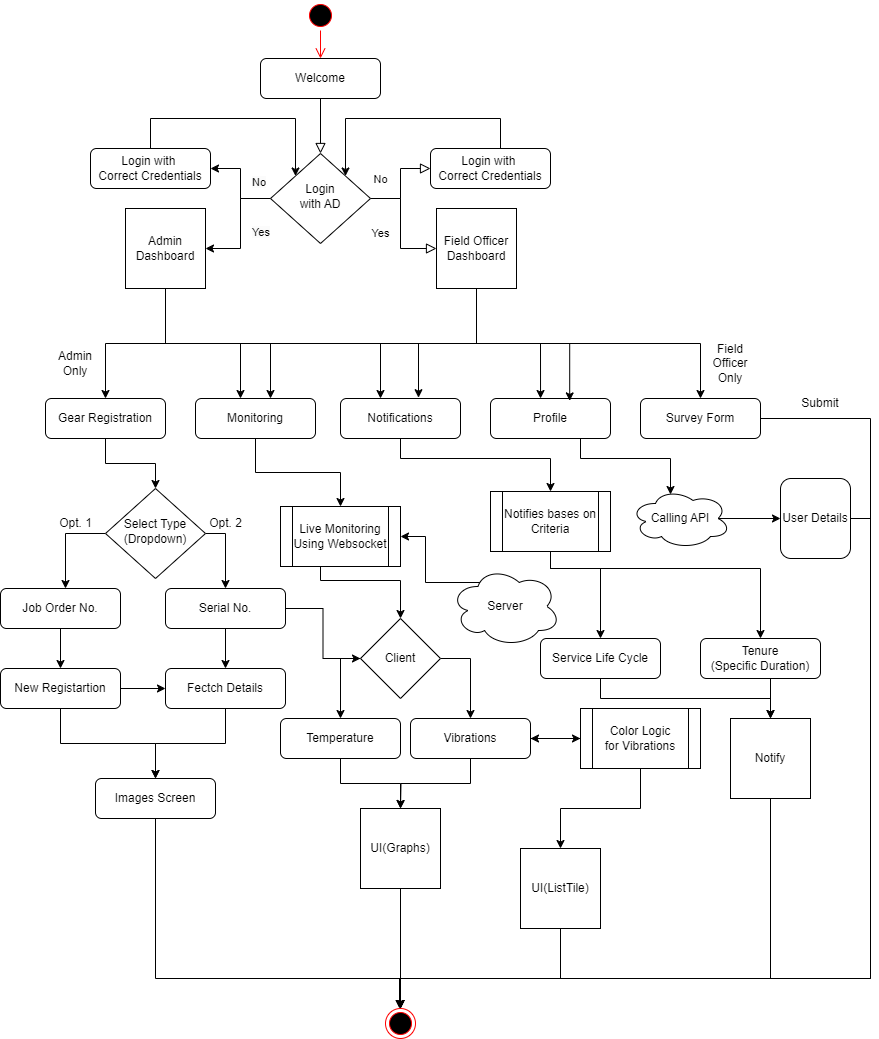 Welcome
Login with
Correct Credentials
Login with
Correct Credentials
No
Login
with AD
No
Yes
Yes
Admin
Dashboard
Field Officer
Dashboard
Admin
Only
Field
Officer
Only
Gear Registration
Monitoring
Notifications
Profile
Survey Form
Submit
Opt. 1
Select Type
(Dropdown)
Opt. 2
Live Monitoring
Using Websocket
Notifies bases on
Criteria
Calling API
User Details
Job Order No.
Serial No.
Server
Client
Service Life Cycle
Tenure
(Specific Duration)
New Registartion
Fectch Details
Temperature
Vibrations
Color Logic
for Vibrations
Notify
Images Screen
UI(Graphs)
UI(ListTile)